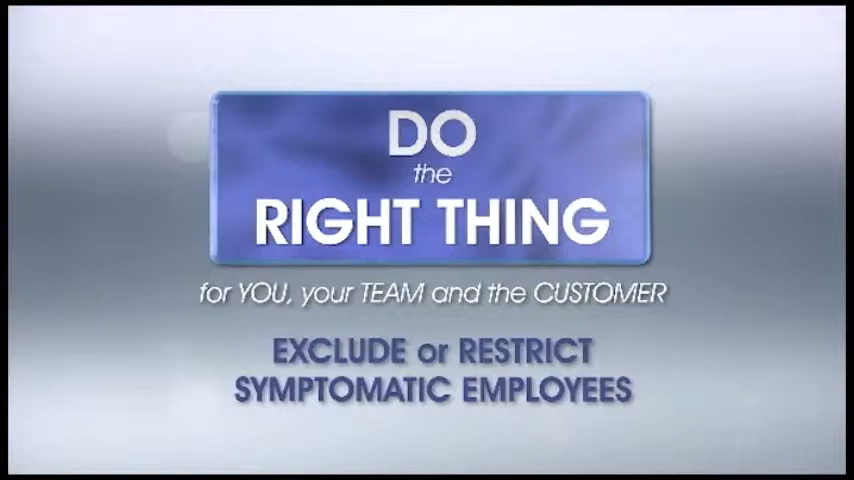 DO
the
RIGHT THING
for YOU, your TEAM and the CUSTOMER
EXCLUDE or RESTRICT
SYMPTOMATIC EMPLOYEES